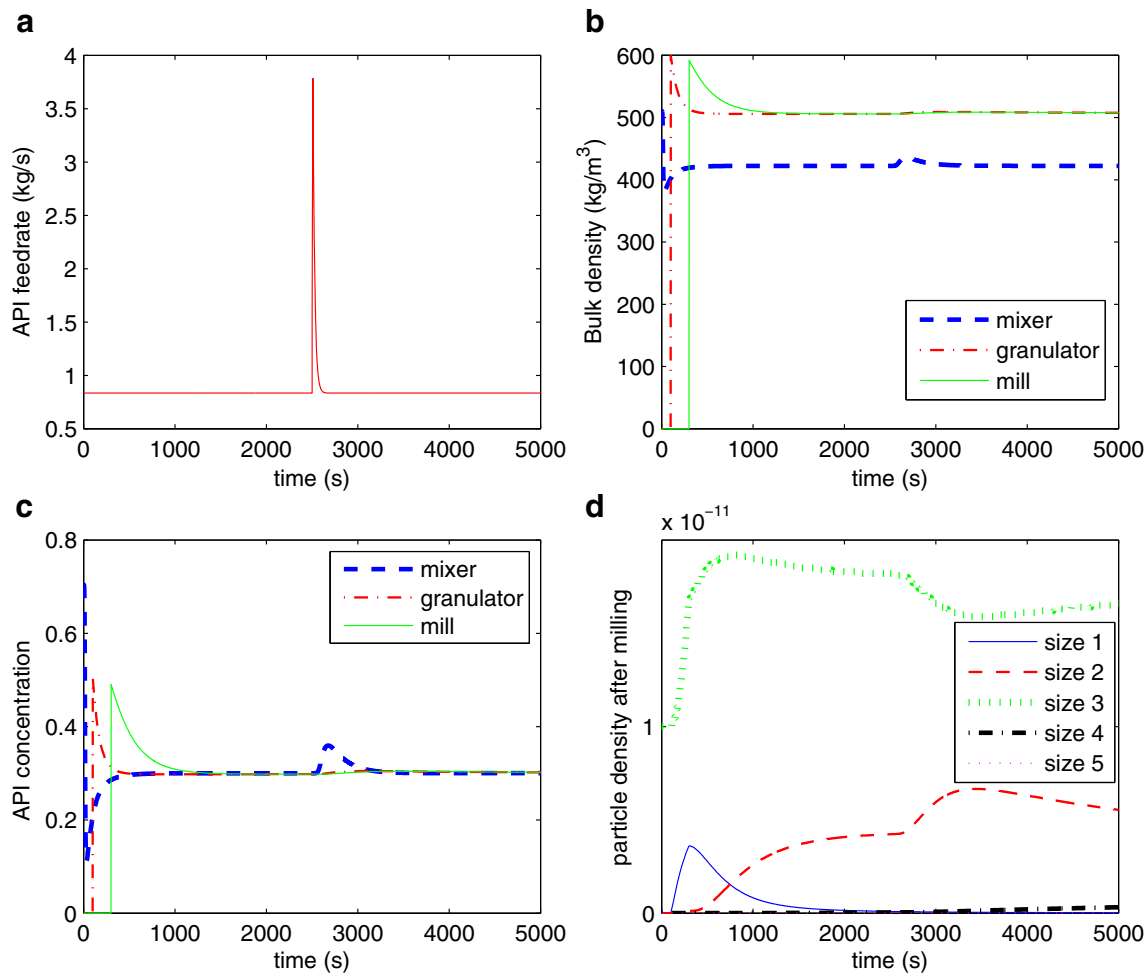 a
4
3.5
3
2.5
2
1.5
1
0.5
API feedrate (kg/s)
0 1000 2000 3000 4000 5000
time (s)
b
600
500
400
300
200
100
0
Bulk density (kg/m³)
mixer
granulator
mill
0 1000 2000 3000 4000 5000
time (s)
c
0.8
0.6
0.4
0.2
0
API concentration
mixer
granulator
mill
0 1000 2000 3000 4000 5000
time (s)
d
x 10⁻¹¹
1
0
particle density after milling
size 1
size 2
size 3
size 4
size 5
0 1000 2000 3000 4000 5000
time (s)